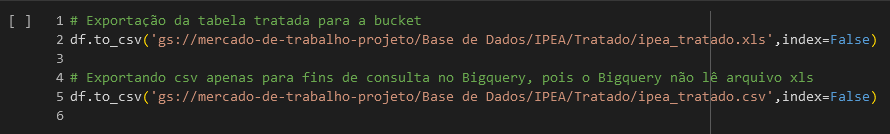 [ ] 1 # Exportação da tabela tratada para a bucket
2 df.to_csv('gs://mercado-de-trabalho-projeto/Base de Dados/IPEA/Tratado/ipea_tratado.xls',index=False)
3
4 # Exportando csv apenas para fins de consulta no Bigquery, pois o Bigquery não lê arquivo xls
5 df.to_csv('gs://mercado-de-trabalho-projeto/Base de Dados/IPEA/Tratado/ipea_tratado.csv',index=False)
6